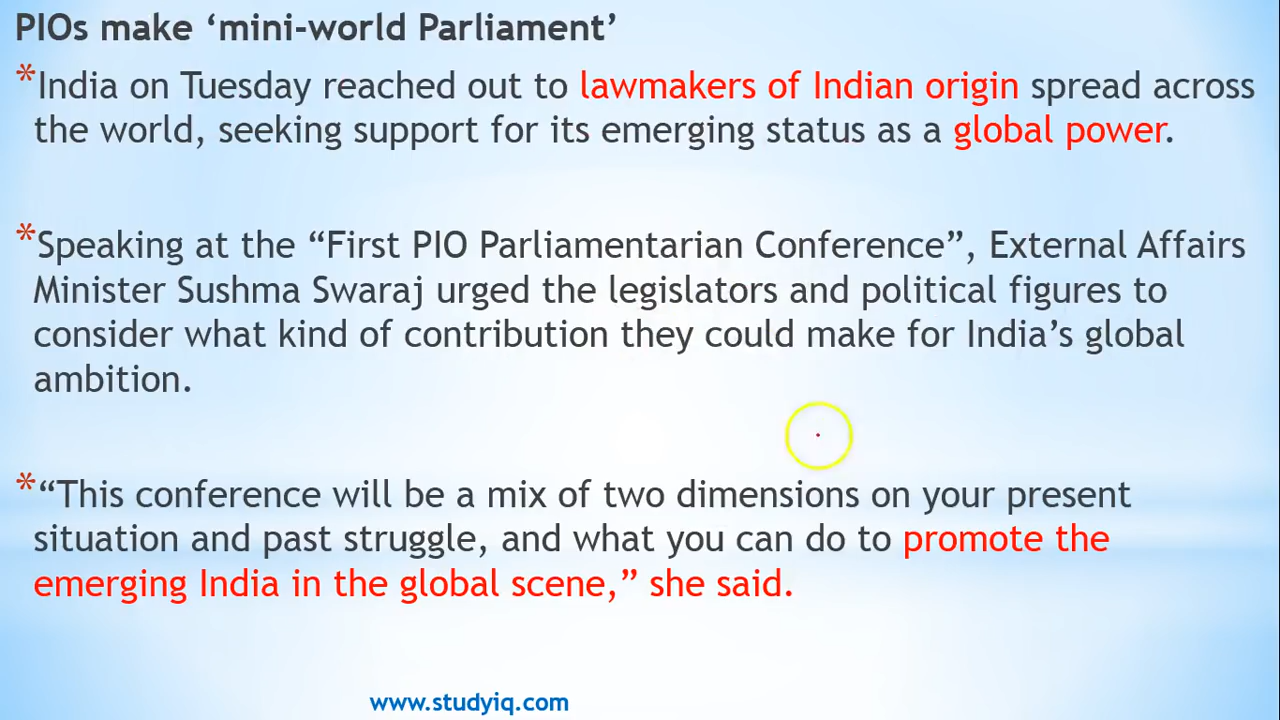 PIOs make ‘mini-world Parliament’
*India on Tuesday reached out to lawmakers of Indian origin spread across
the world, seeking support for its emerging status as a global power.
*Speaking at the “First PIO Parliamentarian Conference”, External Affairs
Minister Sushma Swaraj urged the legislators and political figures to
consider what kind of contribution they could make for India’s global
ambition.
*“This conference will be a mix of two dimensions on your present
situation and past struggle, and what you can do to promote the
emerging India in the global scene,” she said.
www.studyiq.com